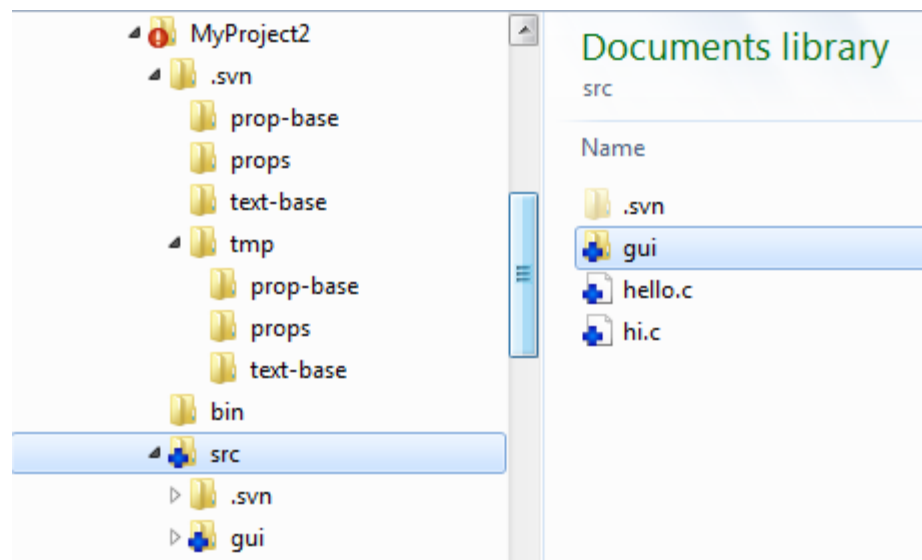 MyProject2
.svn
prop-base
props
text-base
tmp
prop-base
props
text-base
bin
src
.svn
gui
Documents library
src
Name
.svn
gui
hello.c
hi.c